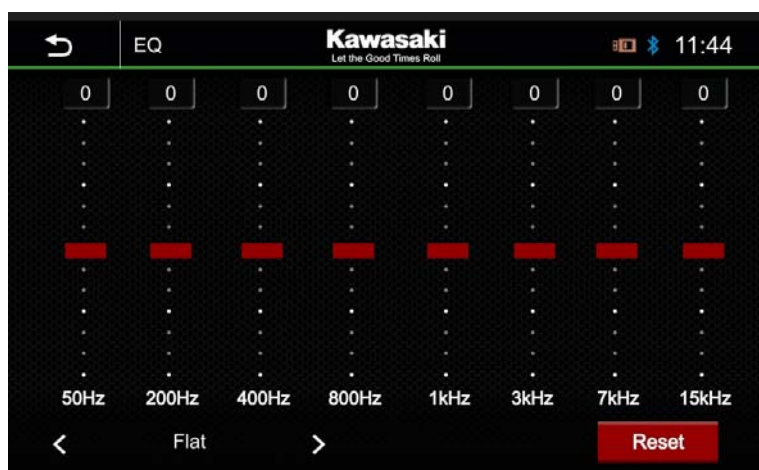 EQ
Kawasaki
Let the Good Times Roll
11:44
0 0 0 0 0 0 0 0
50Hz 200Hz 400Hz 800Hz 1kHz 3kHz 7kHz 15kHz
Flat
Reset